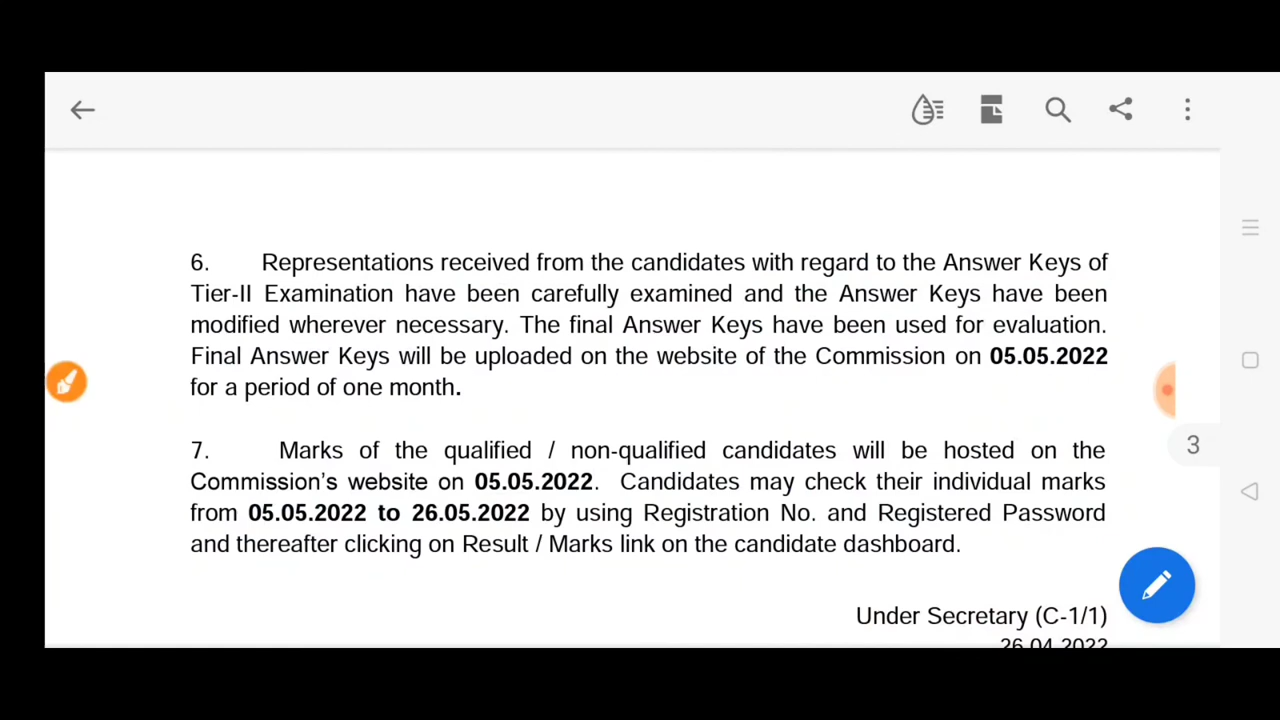 6. Representations received from the candidates with regard to the Answer Keys of
Tier-II Examination have been carefully examined and the Answer Keys have been
modified wherever necessary. The final Answer Keys have been used for evaluation.
Final Answer Keys will be uploaded on the website of the Commission on 05.05.2022
for a period of one month.
7. Marks of the qualified / non-qualified candidates will be hosted on the
Commission's website on 05.05.2022. Candidates may check their individual marks
from 05.05.2022 to 26.05.2022 by using Registration No. and Registered Password
and thereafter clicking on Result / Marks link on the candidate dashboard.
3
Under Secretary (C-1/1)
26.04.2022